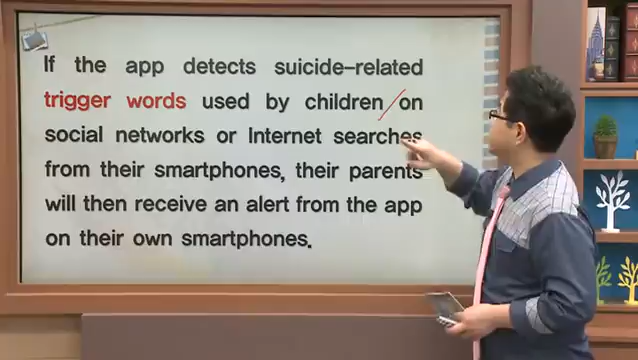 If the app detects suicide-related
trigger words used by children / on
social networks or Internet searches
from their smartphones, their parents
will then receive an alert from the app
on their own smartphones.